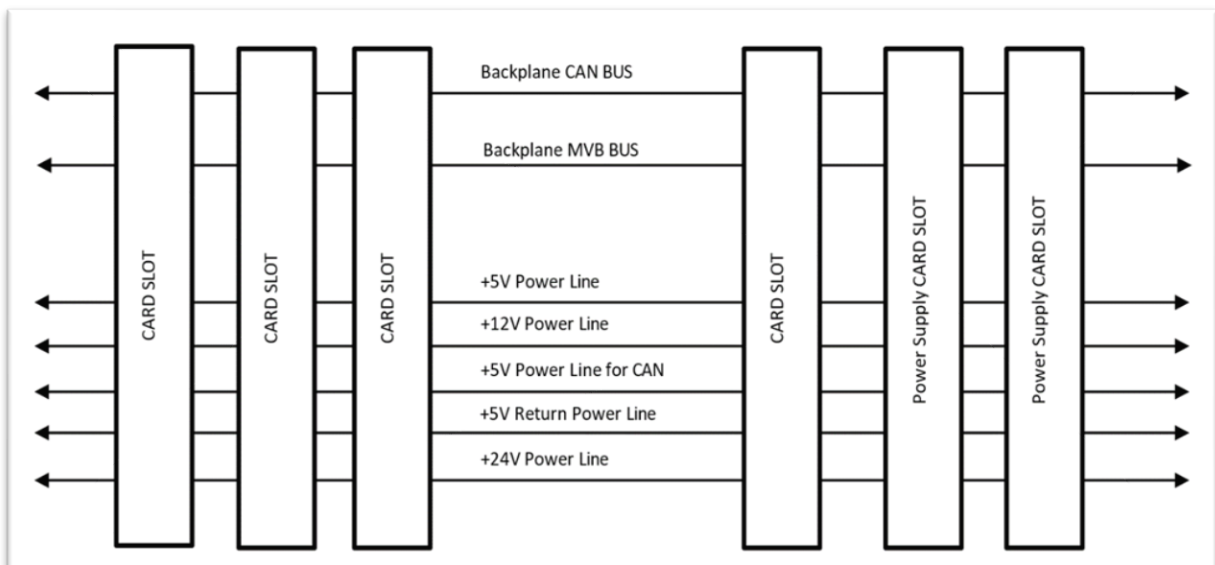 Backplane CAN BUS
Backplane MVB BUS
+5V Power Line
+12V Power Line
+5V Power Line for CAN
+5V Return Power Line
+24V Power Line
CARD SLOT
CARD SLOT
CARD SLOT
CARD SLOT
Power Supply CARD SLOT
Power Supply CARD SLOT